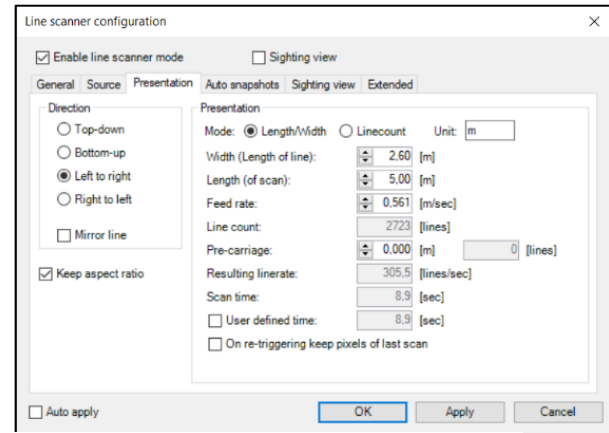 Line scanner configuration
Enable line scanner mode Sighting view
General Source Presentation Auto snapshots Sighting view Extended
Direction
Top-down
Bottom-up
Left to right
Right to left
Mirror line
Keep aspect ratio
Presentation
Mode: Length/Width Linecount Unit: m
Width (Length of line): 2,60 [m]
Length (of scan): 5,00 [m]
Feed rate: 0,561 [m/sec]
Line count: 2723 [lines]
Pre-carriage: 0,000 [m] 0 [lines]
Resulting linerate: 305,5 [lines/sec]
Scan time: 8,9 [sec]
User defined time: 8,9 [sec]
On re-triggering keep pixels of last scan
Auto apply OK Apply Cancel